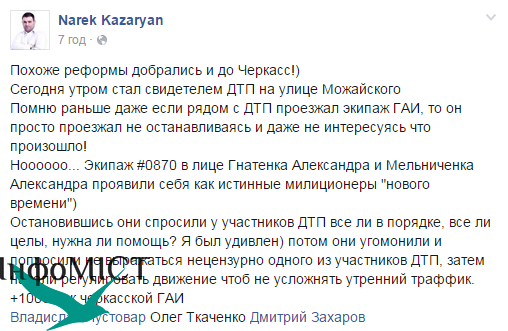 Narek Kazaryan
7 год ·
Похоже реформы добрались и до Черкасс!)
Сегодня утром стал свидетелем ДТП на улице Можайского
Помню раньше даже если рядом с ДТП проезжал экипаж ГАИ, то он
просто проезжал не останавливаясь и даже не интересуясь что
произошло!
Ноооооо... Экипаж #0870 в лице Гнатенка Александра и Мельниченка
Александра проявили себя как истинные милиционеры "нового
времени")
Остановившись они спросили у участников ДТП все ли в порядке, все ли
целы, нужна ли помощь? Я был удивлен) потом они угомонили и
попросили не выражаться нецензурно одного из участников ДТП, затем
регулировать движение чтоб не усложнять утренний траффик.
черкасской ГАИ
Владислав Пустовар Олег Ткаченко Дмитрий Захаров
ІнфоМІСТ